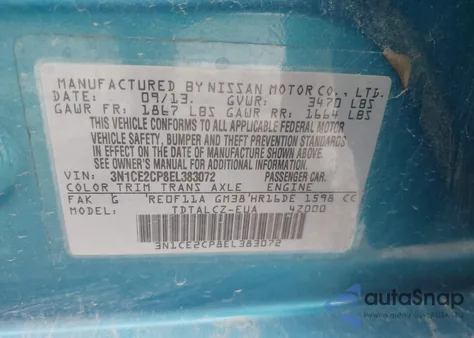 MANUFACTURED BY NISSAN MOTOR CO., LTD.
DATE: 09/13. GVWR: 3470 LBS
GAWR FR: 1867 LBS GAWR RR: 1664 LBS
THIS VEHICLE CONFORMS TO ALL APPLICABLE FEDERAL MOTOR
VEHICLE SAFETY, BUMPER AND THEFT PREVENTION STANDARDS
IN EFFECT ON THE DATE OF MANUFACTURE SHOWN ABOVE.
SEE OWNER'S MANUAL FOR ADDITIONAL INFORMATION.
VIN: 3N1CE2CP8EL383072 PASSENGER CAR.
COLOR TRIM TRANS AXLE ENGINE
FAK G RE0F11A GM38 HR16DE 1598 CC
MODEL: TDTALCZ-EUA 47000
3N1CE2CP8EL383072
autoSnap